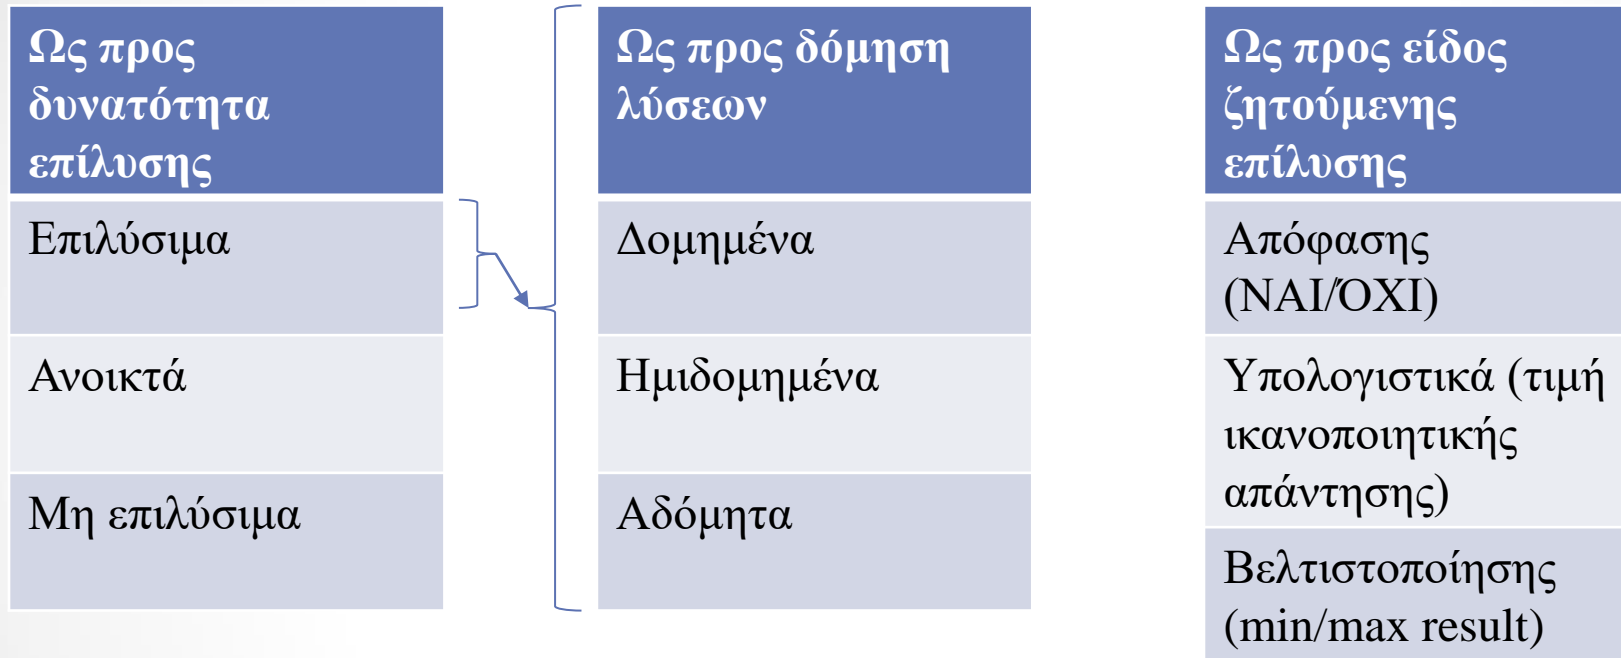 Ως προς
δυνατότητα
επίλυσης
Επιλύσιμα
Ανοικτά
Μη επιλύσιμα
Ως προς δόμηση
λύσεων
Δομημένα
Ημιδομημένα
Αδόμητα
Ως προς είδος
ζητούμενης
επίλυσης
Απόφασης
(ΝΑΙ/ΌΧΙ)
Υπολογιστικά (τιμή
ικανοποιητικής
απάντησης)
Βελτιστοποίησης
(min/max result)